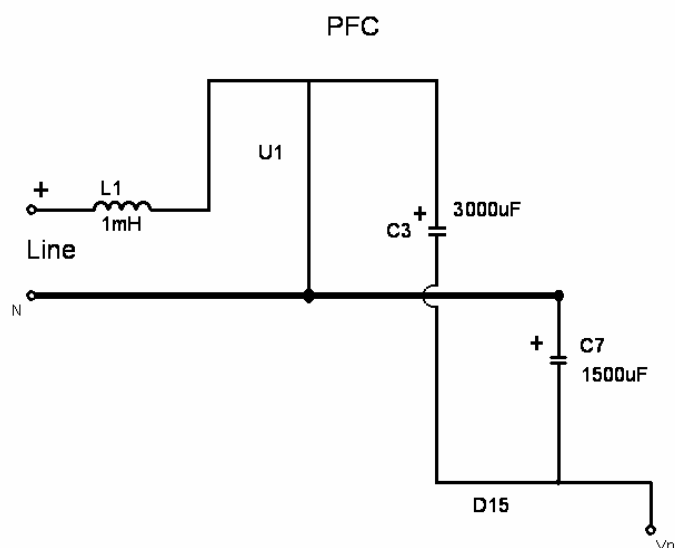 PFC
U1
+
L1
1mH
Line
N
+
3000uF
C3
+
C7
1500uF
D15
Vn